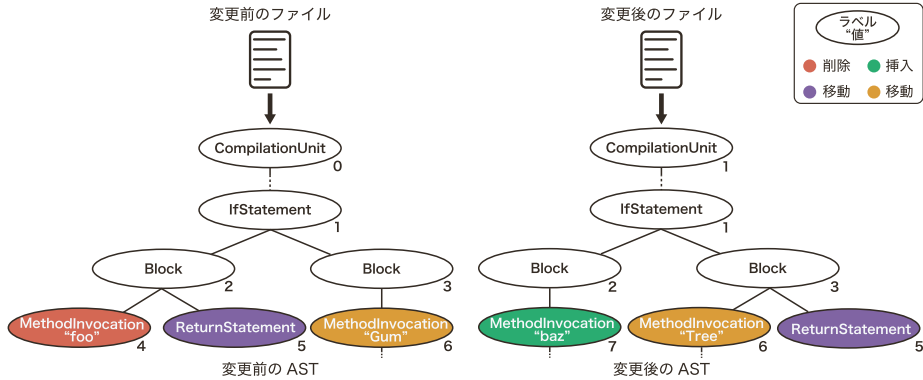 変更前のファイル
変更後のファイル
ラベル
“値”
削除
挿入
移動
移動
CompilationUnit
0
CompilationUnit
1
IfStatement
1
IfStatement
1
Block
2
Block
3
Block
2
Block
3
MethodInvocation
“foo”
4
ReturnStatement
5
MethodInvocation
“Gum”
6
MethodInvocation
“baz”
7
MethodInvocation
“Tree”
6
ReturnStatement
5
変更前の AST
変更後の AST